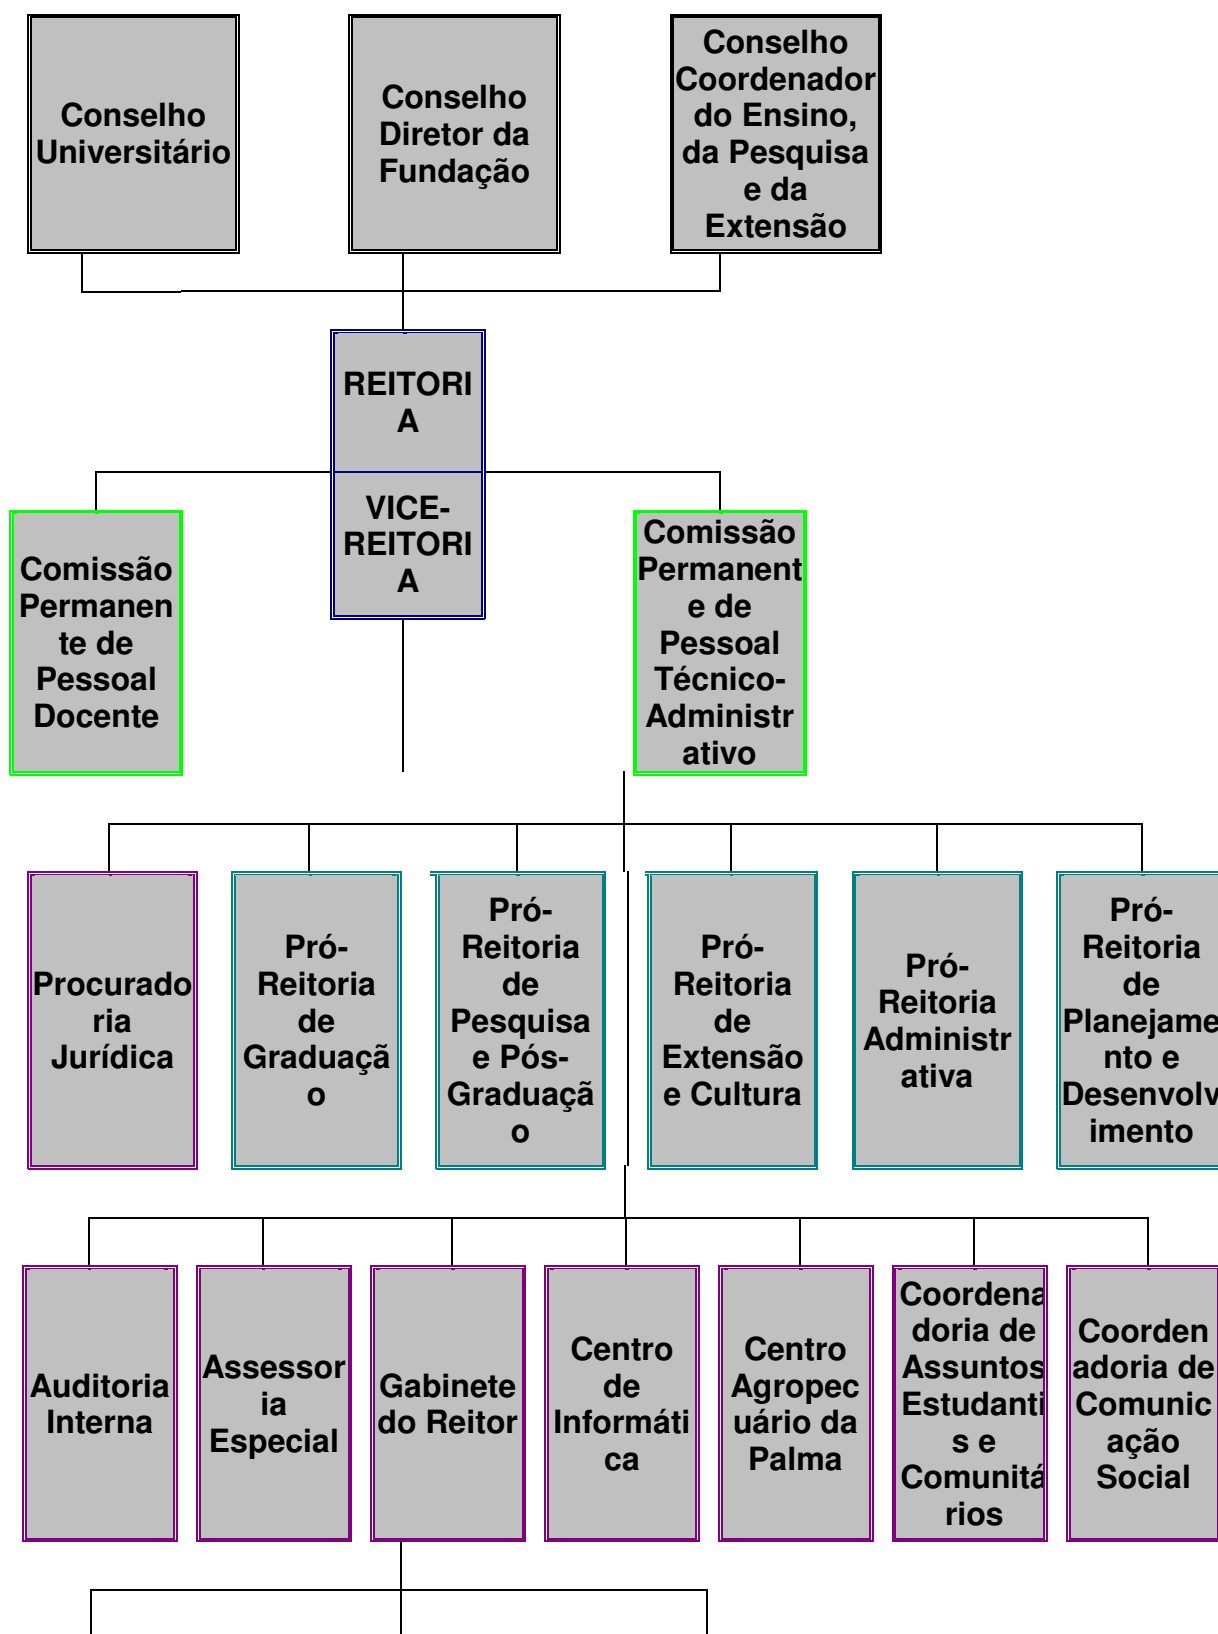 Conselho
Universitário
Conselho
Diretor da
Fundação
Conselho
Coordenador
do Ensino,
da Pesquisa
e da
Extensão
REITORI
A
VICE-
REITORI
A
Comissão
Permanen
te de
Pessoal
Docente
Comissão
Permanent
e de
Pessoal
Técnico-
Administr
ativo
Procurado
ria
Jurídica
Pró-
Reitoria
de
Graduaçã
o
Pró-
Reitoria
de
Pesquisa
e Pós-
Graduaçã
o
Pró-
Reitoria
de
Extensão
e Cultura
Pró-
Reitoria
Administr
ativa
Pró-
Reitoria
de
Planejame
nto e
Desenvolv
imento
Auditoria
Interna
Assessor
ia
Especial
Gabinete
do Reitor
Centro
de
Informáti
ca
Centro
Agropec
uário da
Palma
Coordena
doria de
Assuntos
Estudanti
s e
Comunitá
rios
Coorden
adoria de
Comunic
ação
Social